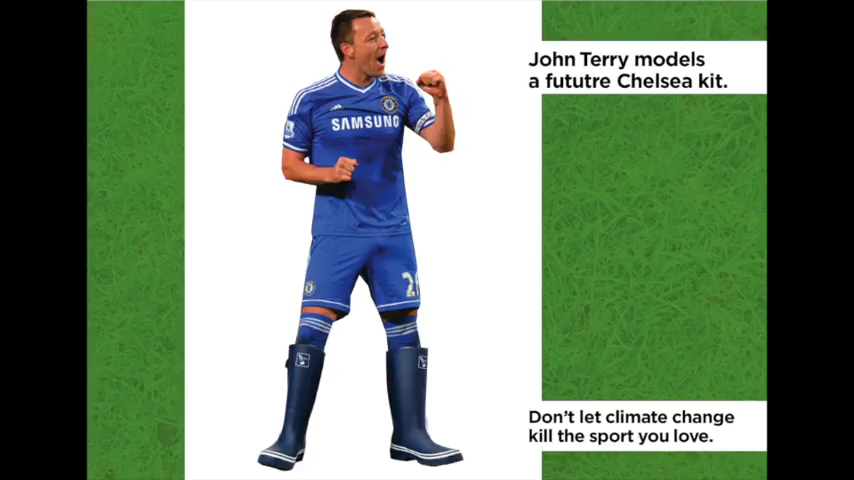 John Terry models
a fututre Chelsea kit.
SAMSUNG
Don't let climate change
kill the sport you love.